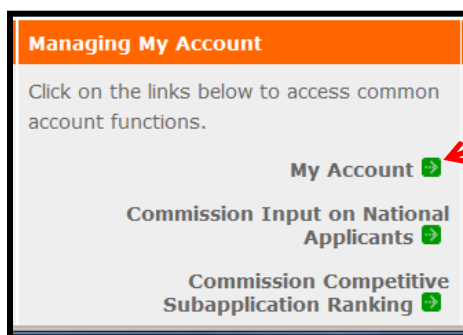 Managing My Account
Click on the links below to access common
account functions.
My Account
Commission Input on National
Applicants
Commission Competitive
Subapplication Ranking